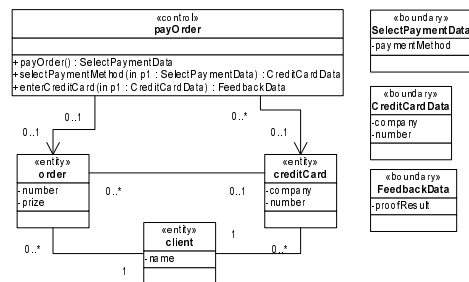 «control»
payOrder
+payOrder() : SelectPaymentData
+selectPaymentMethod(in p1 : SelectPaymentData) : CreditCardData
+enterCreditCard(in p1 : CreditCardData) : FeedbackData
«boundary»
SelectPaymentData
-paymentMethod
«boundary»
CreditCardData
-company
-number
«boundary»
FeedbackData
-proofResult
0..1
0..*
0..1
0..1
«entity»
order
-number
-prize
«entity»
creditCard
-company
-number
0..*
0..1
«entity»
client
-name
0..*
1
1
0..*